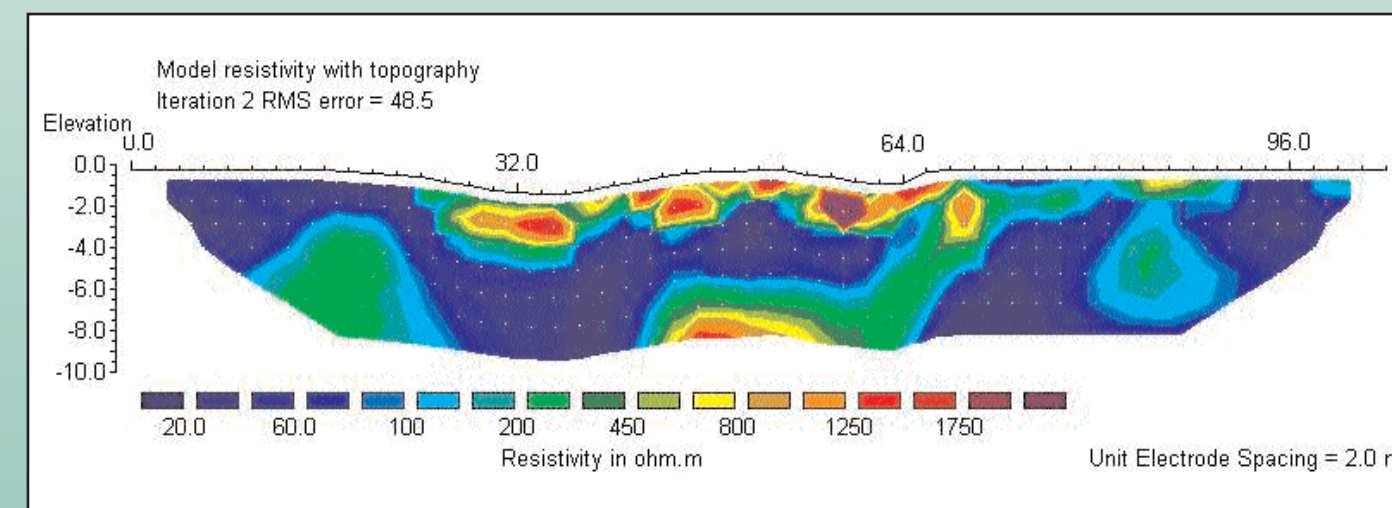 Model resistivity with topography
Iteration 2 RMS error = 48.5
Elevation
0.0 32.0 64.0 96.0
0.0
-2.0
-4.0
-6.0
-8.0
-10.0
20.0 60.0 100 200 450 800 1250 1750
Resistivity in ohm.m
Unit Electrode Spacing = 2.0